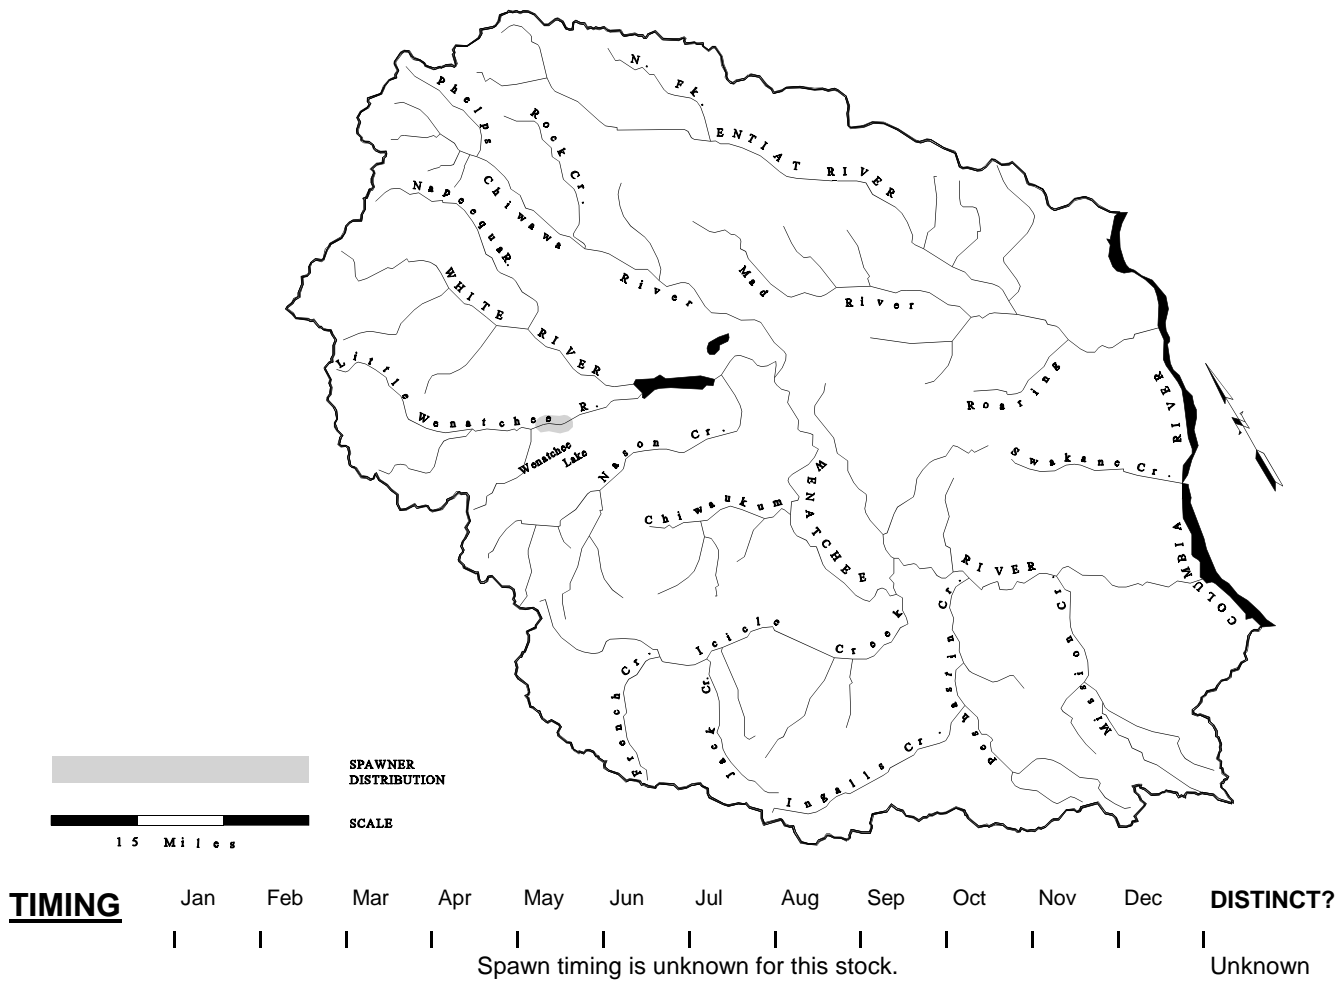 N. Fk.
Phelps
Rock Cr.
ENTIAT RIVER
Napeequa R.
Chiwawa River
WHITE RIVER
Mad River
Little Wenatchee R.
Roaring
Wenatchee
Lake
Nason Cr.
Swakane Cr.
Chiwaukum
WENATCHEE RIVER
COLUMBIA RIVER
Icicle Creek
French Cr.
Jack Cr.
Ingalls Cr.
Peshastin Cr.
Mission Cr.
SPAWNER
DISTRIBUTION
SCALE
15 Miles
TIMING Jan Feb Mar Apr May Jun Jul Aug Sep Oct Nov Dec DISTINCT?
Spawn timing is unknown for this stock. Unknown